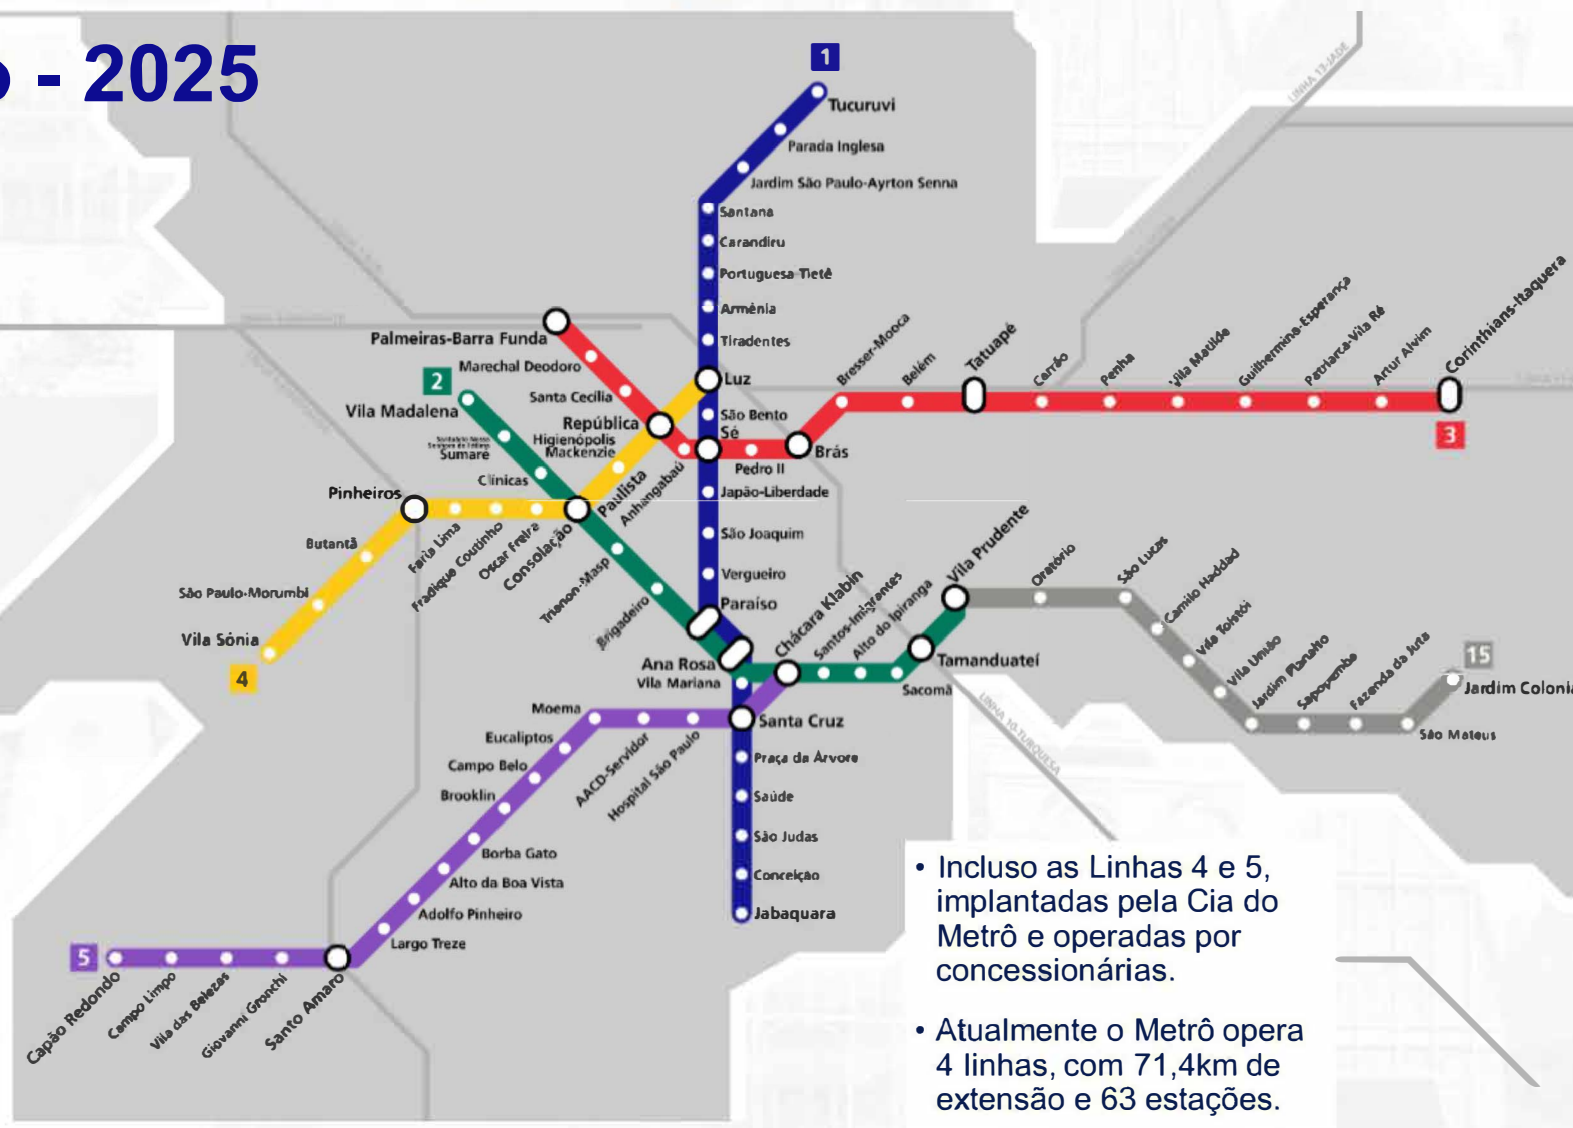 - 2025
1
Tucuruvi
Parada Inglesa
Jardim São Paulo-Ayrton Senna
Santana
Carandiru
Portuguesa-Tietê
Armênia
Tiradentes
Luz
São Bento
Sé
Japão-Liberdade
São Joaquim
Vergueiro
Paraíso
Ana Rosa
Vila Mariana
Santa Cruz
Praça da Árvore
Saúde
São Judas
Conceição
Jabaquara
2
Vila Madalena
Sumaré
Clínicas
Consolação
Trianon-Masp
Brigadeiro
Chácara Klabin
Santos-Imigrantes
Alto do Ipiranga
Sacomã
Tamanduateí
Vila Prudente
Palmeiras-Barra Funda
Marechal Deodoro
Santa Cecília
República
Anhangabaú
Pedro II
Brás
Bresser-Mooca
Belém
Tatuapé
Carrão
Penha
Vila Matilde
Guilhermina-Esperança
Patriarca-Vila Ré
Artur Alvim
Corinthians-Itaquera
3
Higienópolis
Mackenzie
Paulista
Oscar Freire
Fradique Coutinho
Faria Lima
Pinheiros
Butantã
São Paulo-Morumbi
Vila Sônia
4
Oratório
São Lucas
Camilo Haddad
Vila Tolstói
Vila União
Jardim Planalto
Sapopemba
Fazenda da Juta
São Mateus
15
Jardim Colonia
Hospital São Paulo
AACD-Servidor
Moema
Eucaliptos
Campo Belo
Brooklin
Borba Gato
Alto da Boa Vista
Adolfo Pinheiro
Largo Treze
Santo Amaro
Giovanni Gronchi
Vila das Belezas
Campo Limpo
Capão Redondo
5
LINHA 13-JADE
LINHA 10-TURQUESA
• Incluso as Linhas 4 e 5,
implantadas pela Cia do
Metrô e operadas por
concessionárias.
• Atualmente o Metrô opera
4 linhas, com 71,4km de
extensão e 63 estações.